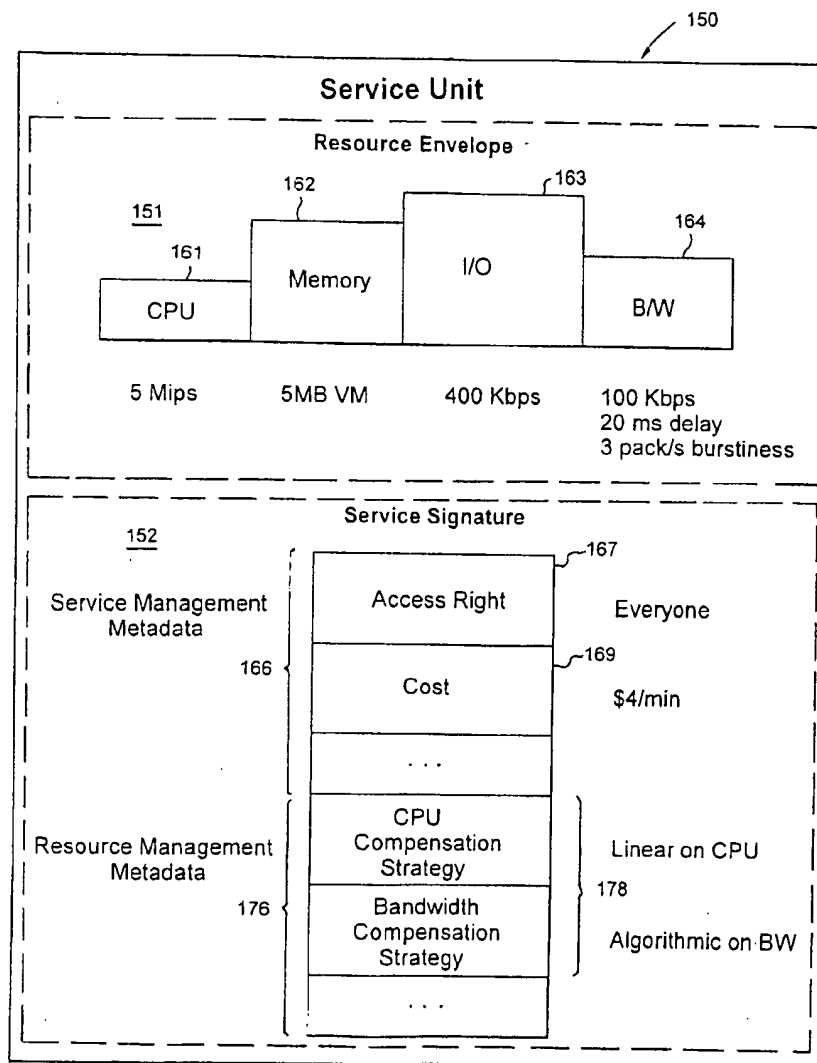 150
Service Unit
Resource Envelope
151
161
162
163
164
CPU
Memory
I/O
B/W
5 Mips
5MB VM
400 Kbps
100 Kbps
20 ms delay
3 pack/s burstiness
Service Signature
152
Service Management
Metadata
166
167
Access Right
Everyone
169
Cost
$4/min
. . .
Resource Management
Metadata
176
CPU
Compensation
Strategy
Linear on CPU
178
Bandwidth
Compensation
Strategy
Algorithmic on BW
. . .